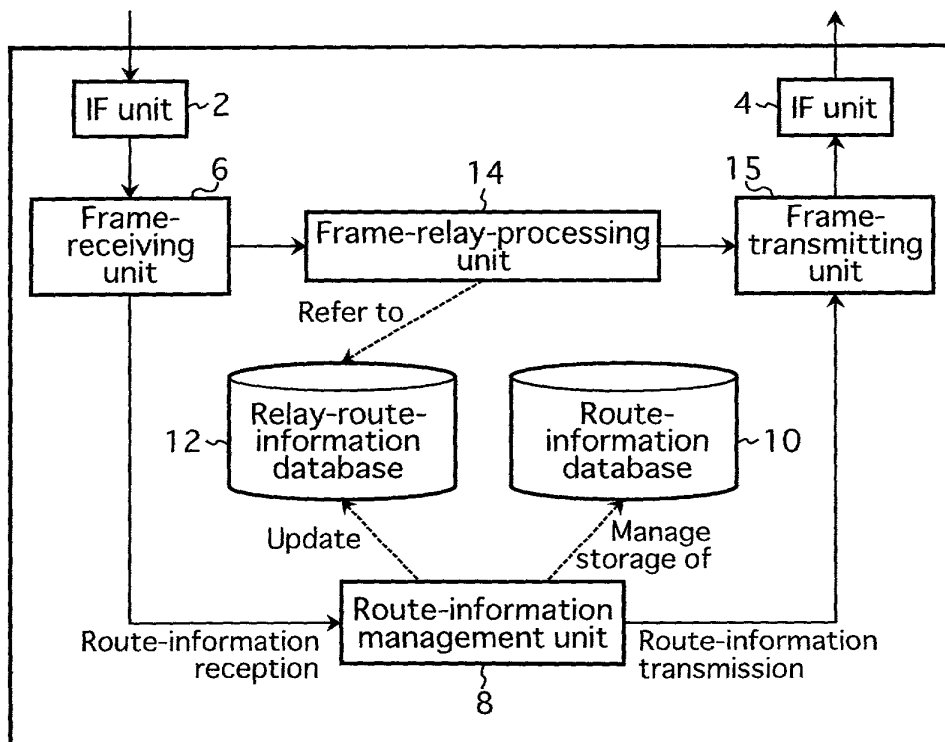 IF unit
2
4
IF unit
6
14
15
Frame-
receiving
unit
Frame-relay-processing
unit
Frame-
transmitting
unit
Refer to
12
Relay-route-
information
database
Route-
information
database
10
Update
Manage
storage of
Route-information
management unit
Route-information
reception
Route-information
transmission
8